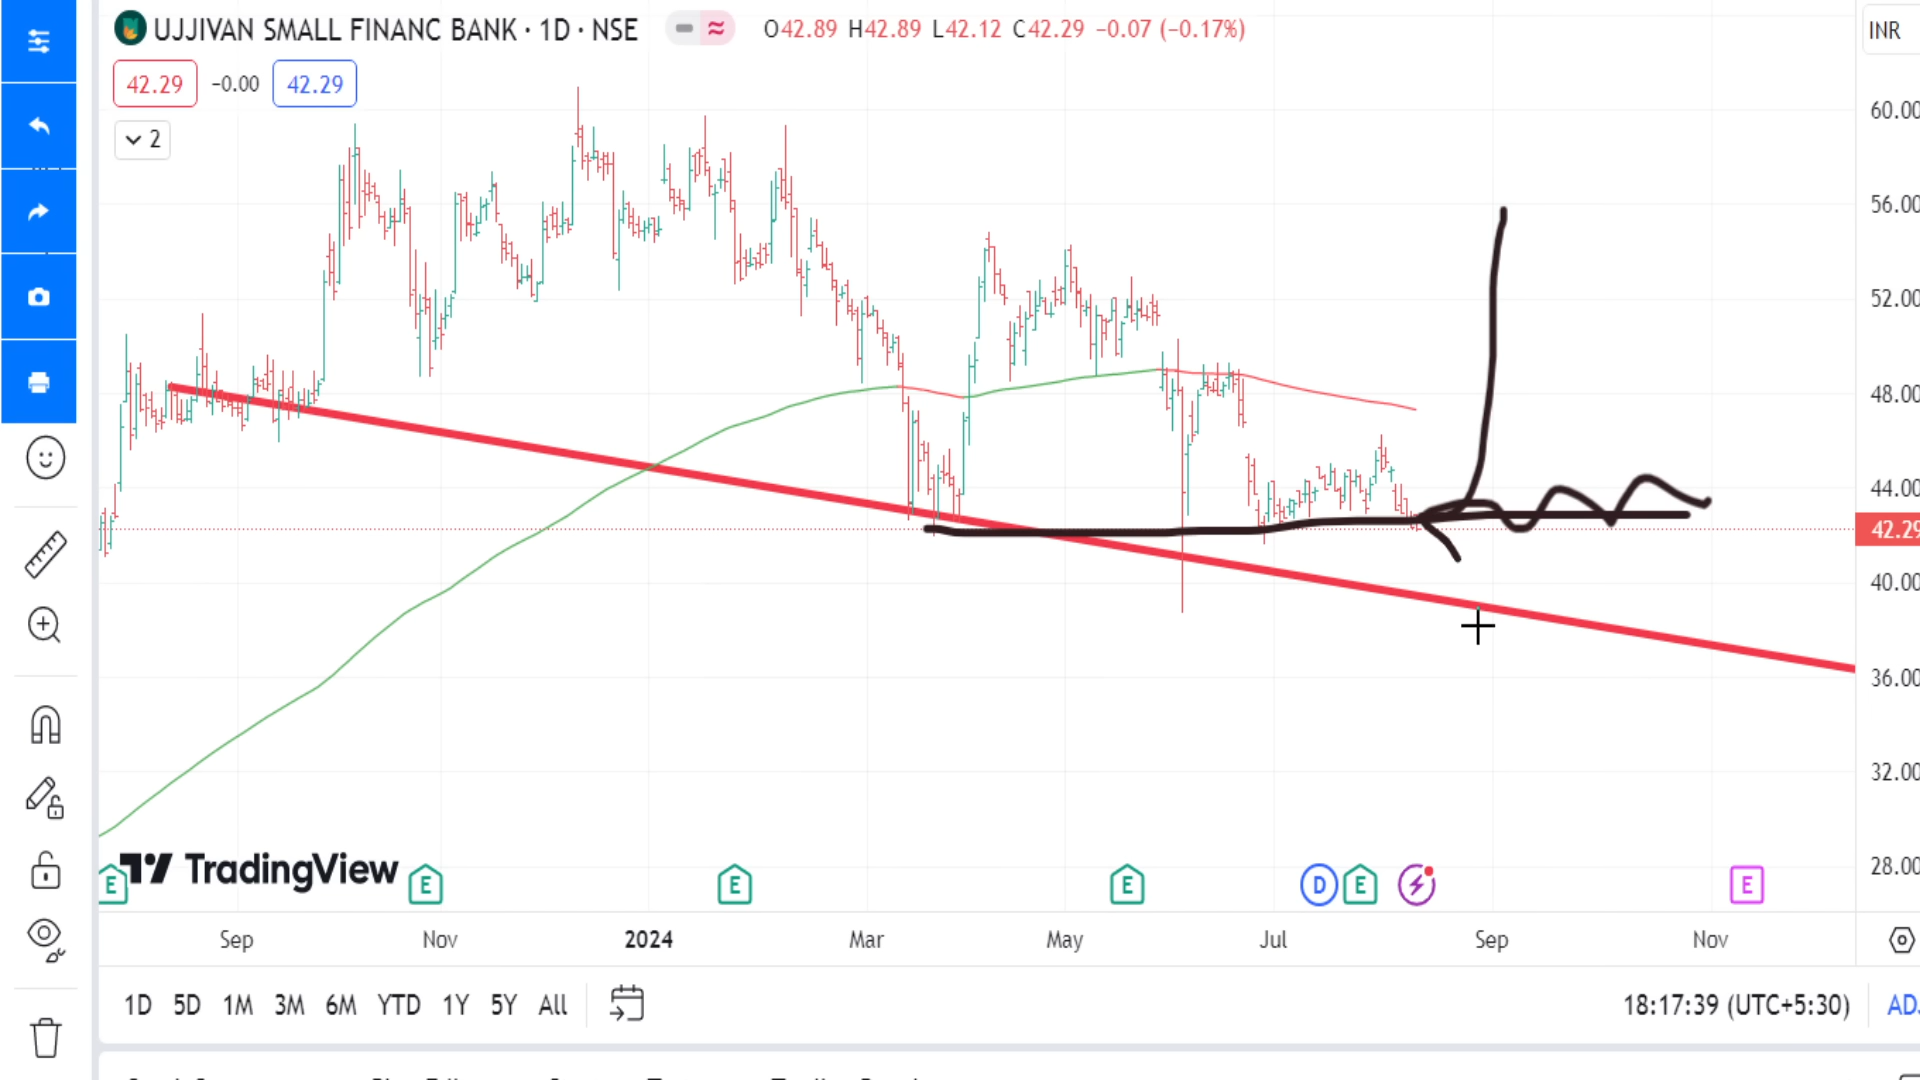 UJJIVAN SMALL FINANC BANK · 1D · NSE O42.89 H42.89 L42.12 C42.29 −0.07 (−0.17%) INR
42.29 −0.00 42.29
2
60.00
56.00
52.00
48.00
44.00
42.29
40.00
36.00
32.00
28.00
TradingView
E E E E D E E
Sep Nov 2024 Mar May Jul Sep Nov
1D 5D 1M 3M 6M YTD 1Y 5Y All 18:17:39 (UTC+5:30)